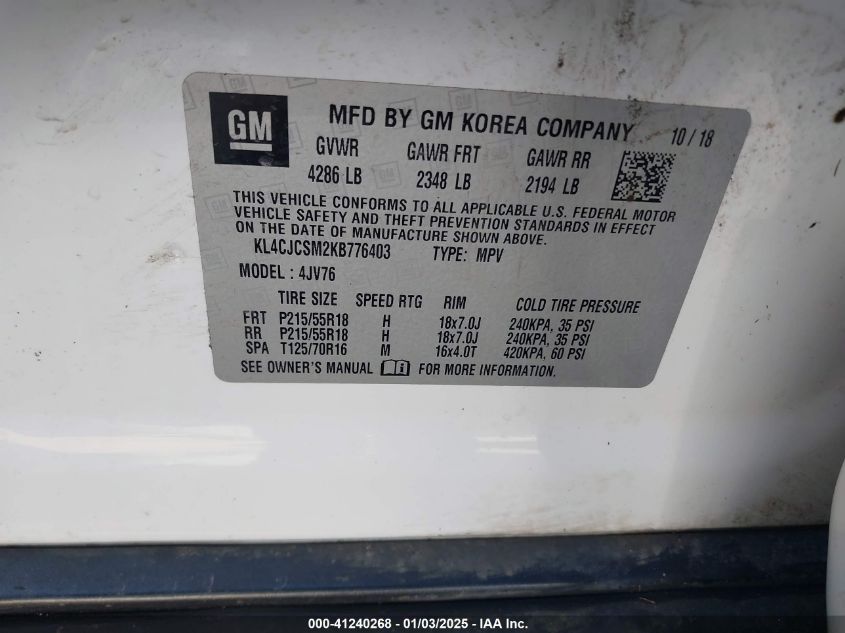 GM
MFD BY GM KOREA COMPANY 10 / 18
GVWR GAWR FRT GAWR RR
4286 LB 2348 LB 2194 LB
THIS VEHICLE CONFORMS TO ALL APPLICABLE U.S. FEDERAL MOTOR
VEHICLE SAFETY AND THEFT PREVENTION STANDARDS IN EFFECT
ON THE DATE OF MANUFACTURE SHOWN ABOVE.
KL4CJCSM2KB776403 TYPE: MPV
MODEL : 4JV76
TIRE SIZE SPEED RTG RIM COLD TIRE PRESSURE
FRT P215/55R18 H 18x7.0J 240KPA, 35 PSI
RR P215/55R18 H 18x7.0J 240KPA, 35 PSI
SPA T125/70R16 M 16x4.0T 420KPA, 60 PSI
SEE OWNER'S MANUAL FOR MORE INFORMATION.
000-41240268 - 01/03/2025 - IAA Inc.